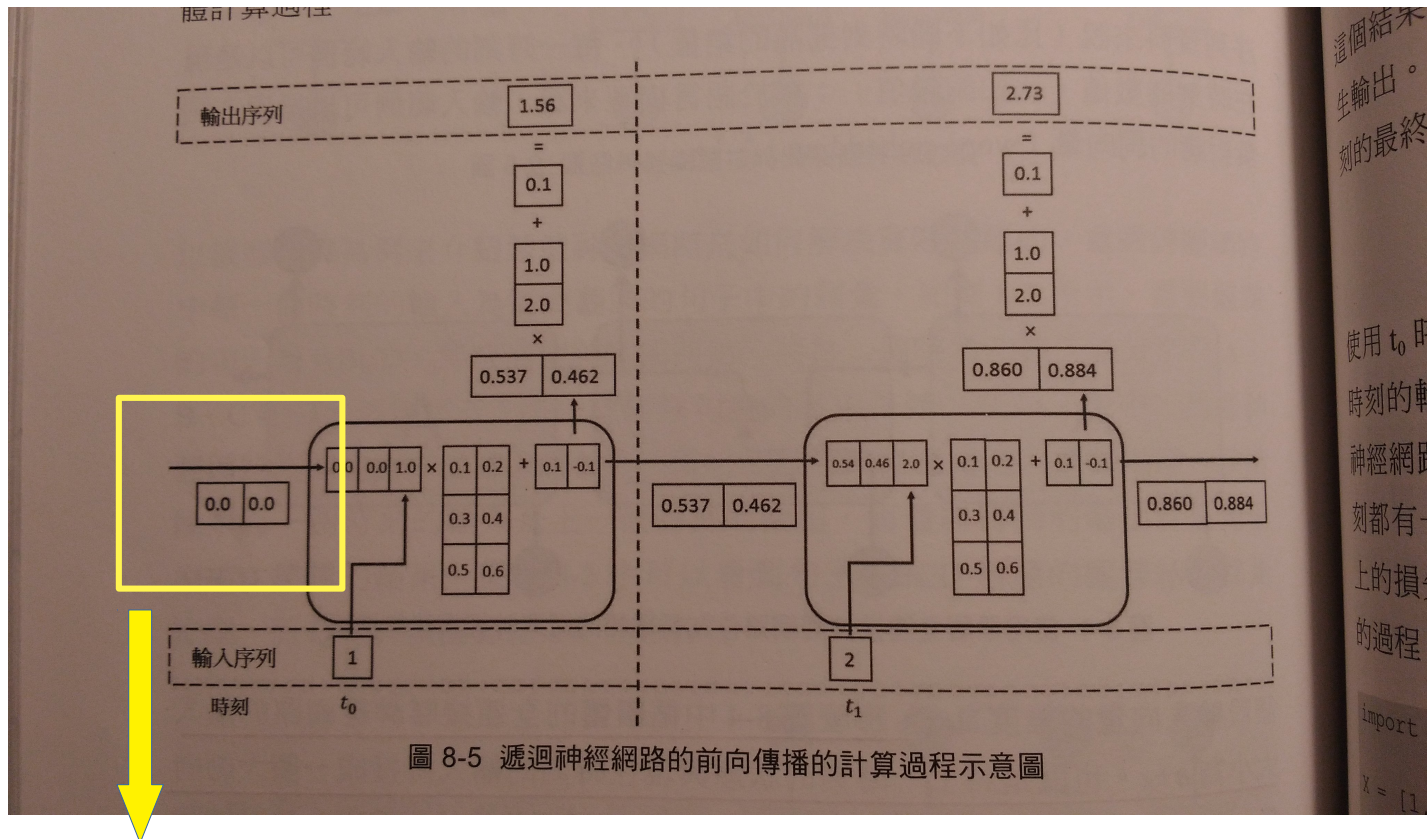 體計算過程
輸出序列 1.56 2.73
= =
0.1 0.1
+ +
1.0 1.0
2.0 2.0
× ×
0.537 0.462 0.860 0.884
0.0 0.0 1.0 × 0.1 0.2 + 0.1 -0.1 0.54 0.46 2.0 × 0.1 0.2 + 0.1 -0.1
0.0 0.0 0.3 0.4 0.537 0.462 0.3 0.4 0.860 0.884
0.5 0.6 0.5 0.6
輸入序列 1 2
時刻 t₀ t₁
圖 8-5 遞迴神經網路的前向傳播的計算過程示意圖
這個結果
生輸出。
刻的最終
使用 t₀ 時
時刻的輸
神經網路
刻都有一
上的損失
的過程
import
X = [1